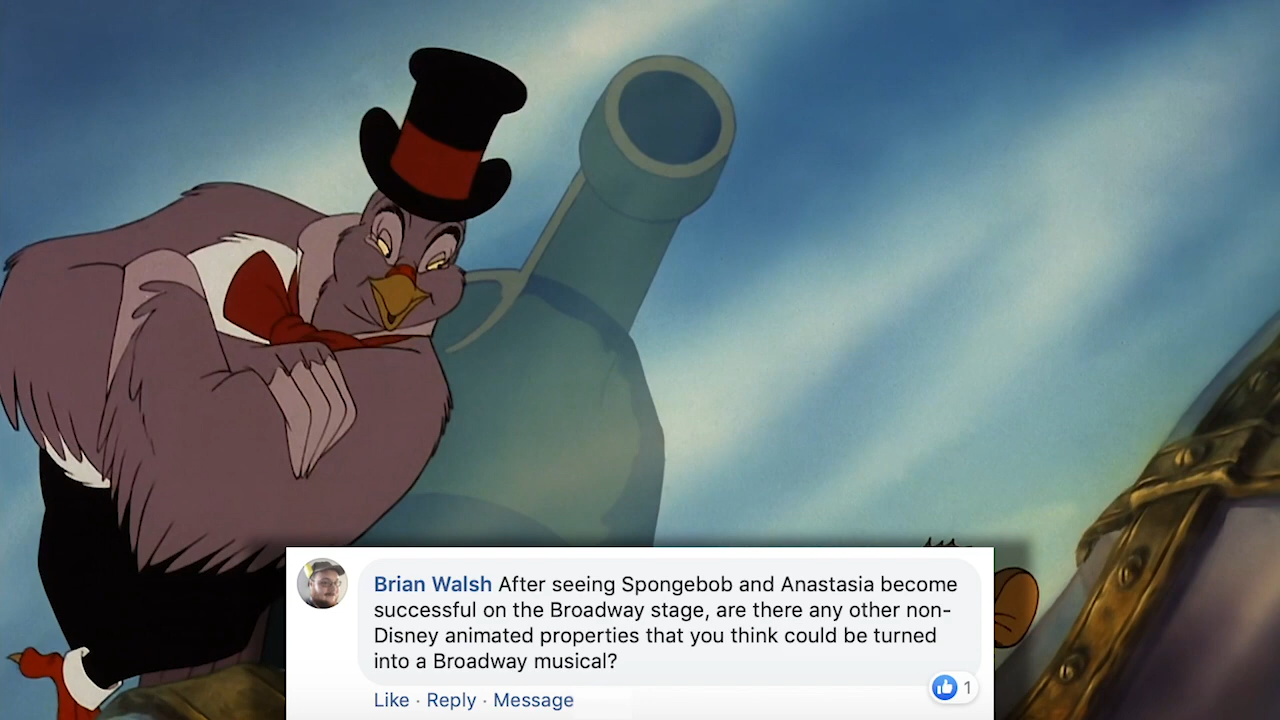 Brian Walsh After seeing Spongebob and Anastasia become
successful on the Broadway stage, are there any other non-
Disney animated properties that you think could be turned
into a Broadway musical?
1
Like · Reply · Message